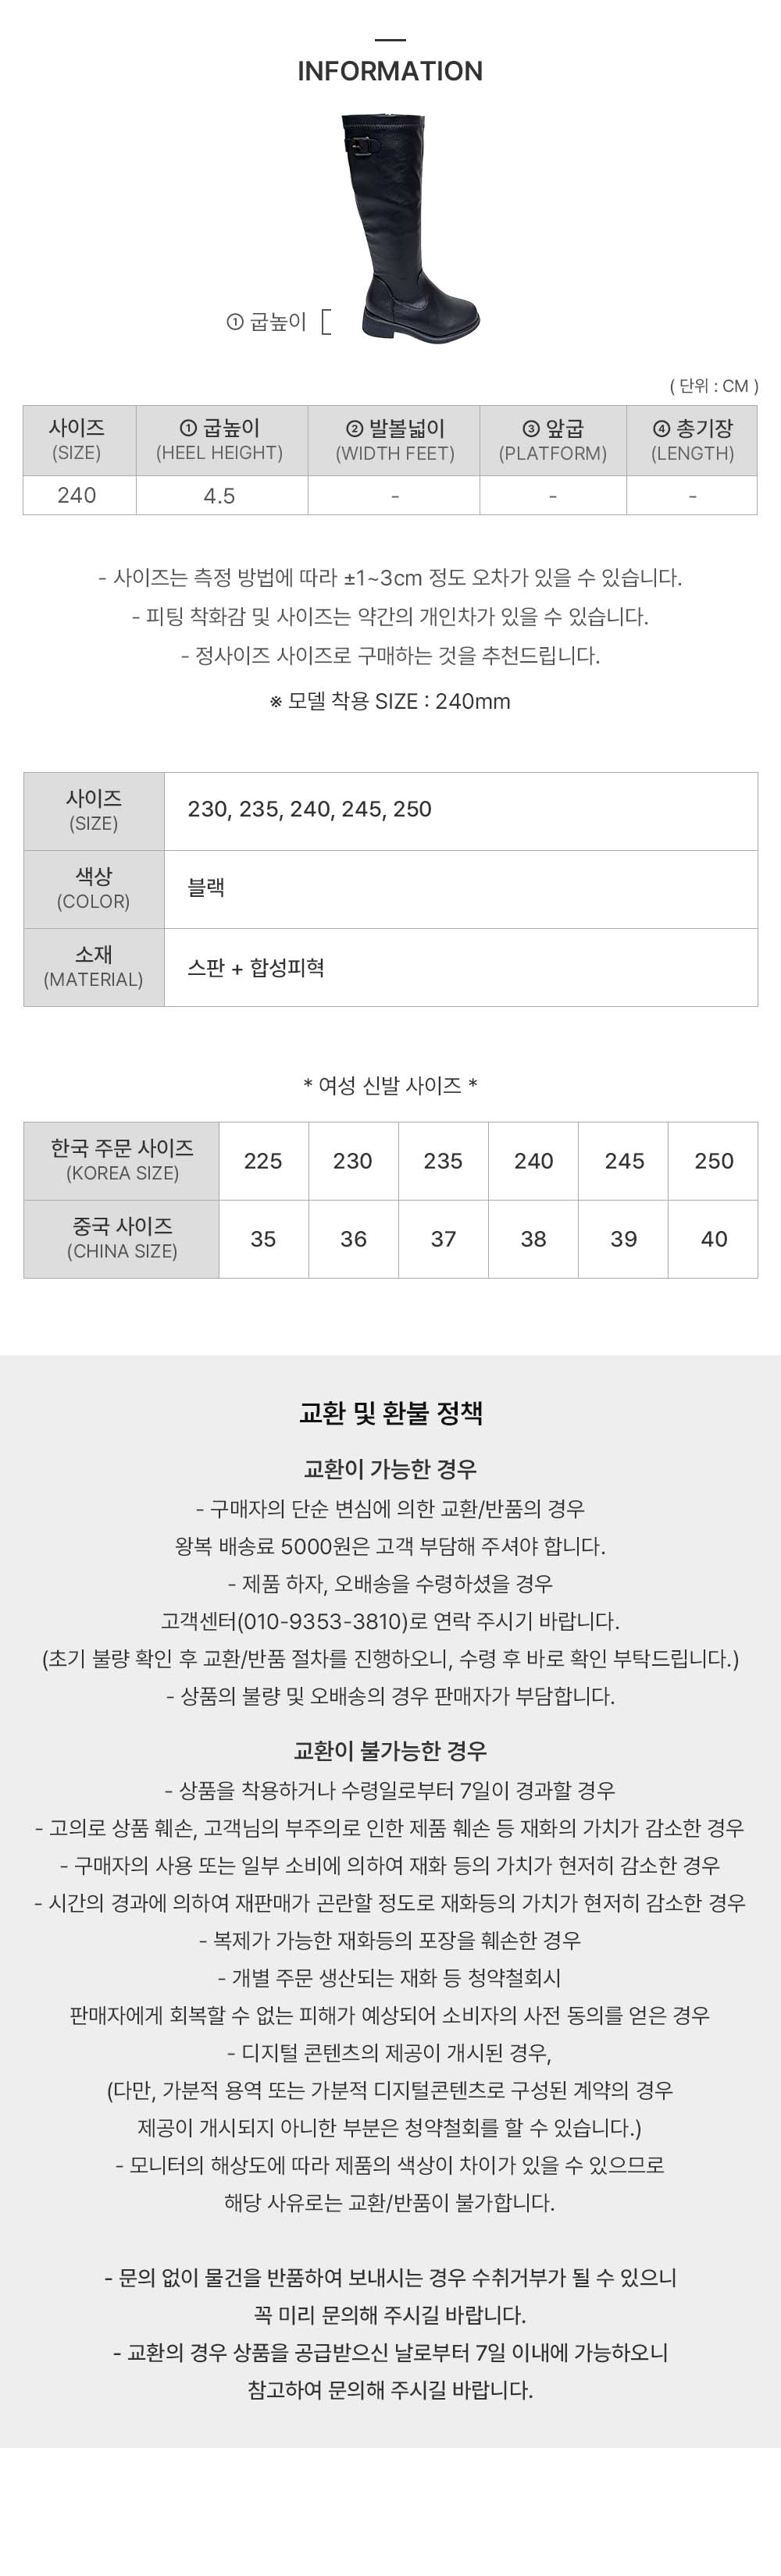 INFORMATION
① 굽높이
( 단위 : CM )
사이즈 ① 굽높이 ② 발볼넓이 ③ 앞굽 ④ 총기장
(SIZE) (HEEL HEIGHT) (WIDTH FEET) (PLATFORM) (LENGTH)
240 4.5 - - -
- 사이즈는 측정 방법에 따라 ±1~3cm 정도 오차가 있을 수 있습니다.
- 피팅 착화감 및 사이즈는 약간의 개인차가 있을 수 있습니다.
- 정사이즈 사이즈로 구매하는 것을 추천드립니다.
※ 모델 착용 SIZE : 240mm
사이즈
(SIZE)
230, 235, 240, 245, 250
색상
(COLOR)
블랙
소재
(MATERIAL)
스판 + 합성피혁
* 여성 신발 사이즈 *
한국 주문 사이즈
(KOREA SIZE)
225 230 235 240 245 250
중국 사이즈
(CHINA SIZE)
35 36 37 38 39 40
교환 및 환불 정책
교환이 가능한 경우
- 구매자의 단순 변심에 의한 교환/반품의 경우
왕복 배송료 5000원은 고객 부담해 주셔야 합니다.
- 제품 하자, 오배송을 수령하셨을 경우
고객센터(010-9353-3810)로 연락 주시기 바랍니다.
(초기 불량 확인 후 교환/반품 절차를 진행하오니, 수령 후 바로 확인 부탁드립니다.)
- 상품의 불량 및 오배송의 경우 판매자가 부담합니다.
교환이 불가능한 경우
- 상품을 착용하거나 수령일로부터 7일이 경과할 경우
- 고의로 상품 훼손, 고객님의 부주의로 인한 제품 훼손 등 재화의 가치가 감소한 경우
- 구매자의 사용 또는 일부 소비에 의하여 재화 등의 가치가 현저히 감소한 경우
- 시간의 경과에 의하여 재판매가 곤란할 정도로 재화등의 가치가 현저히 감소한 경우
- 복제가 가능한 재화등의 포장을 훼손한 경우
- 개별 주문 생산되는 재화 등 청약철회시
판매자에게 회복할 수 없는 피해가 예상되어 소비자의 사전 동의를 얻은 경우
- 디지털 콘텐츠의 제공이 개시된 경우,
(다만, 가분적 용역 또는 가분적 디지털콘텐츠로 구성된 계약의 경우
제공이 개시되지 아니한 부분은 청약철회를 할 수 있습니다.)
- 모니터의 해상도에 따라 제품의 색상이 차이가 있을 수 있으므로
해당 사유로는 교환/반품이 불가합니다.
- 문의 없이 물건을 반품하여 보내시는 경우 수취거부가 될 수 있으니
꼭 미리 문의해 주시길 바랍니다.
- 교환의 경우 상품을 공급받으신 날로부터 7일 이내에 가능하오니
참고하여 문의해 주시길 바랍니다.